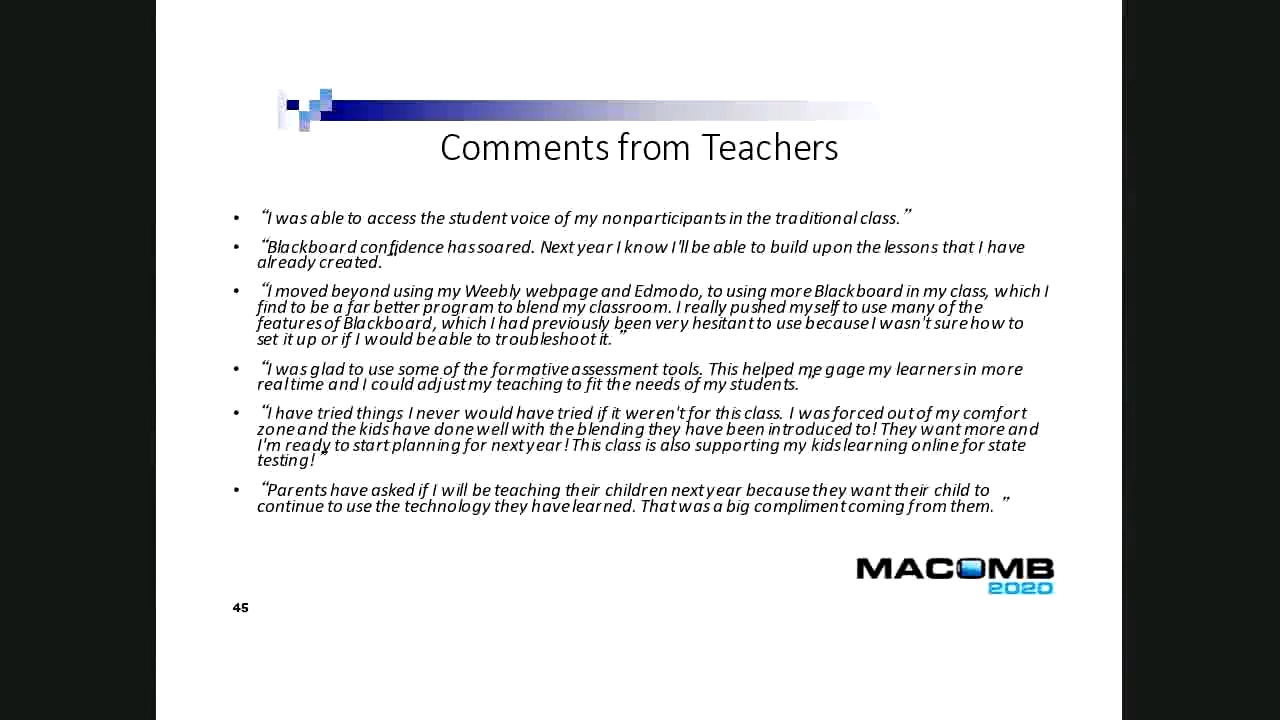 Comments from Teachers
• “I was able to access the student voice of my nonparticipants in the traditional class.”
• “Blackboard confidence has soared. Next year I know I'll be able to build upon the lessons that I have
already created.”
• “I moved beyond using my Weebly webpage and Edmodo, to using more Blackboard in my class, which I
find to be a far better program to blend my classroom. I really pushed myself to use many of the
features of Blackboard, which I had previously been very hesitant to use because I wasn't sure how to
set it up or if I would be able to troubleshoot it.”
• “I was glad to use some of the formative assessment tools. This helped me gage my learners in more
real time and I could adjust my teaching to fit the needs of my students.”
• “I have tried things I never would have tried if it weren't for this class. I was forced out of my comfort
zone and the kids have done well with the blending they have been introduced to! They want more and
I'm ready to start planning for next year! This class is also supporting my kids learning online for state
testing!”
• “Parents have asked if I will be teaching their children next year because they want their child to
continue to use the technology they have learned. That was a big compliment coming from them.”
MACOMB
2020
45